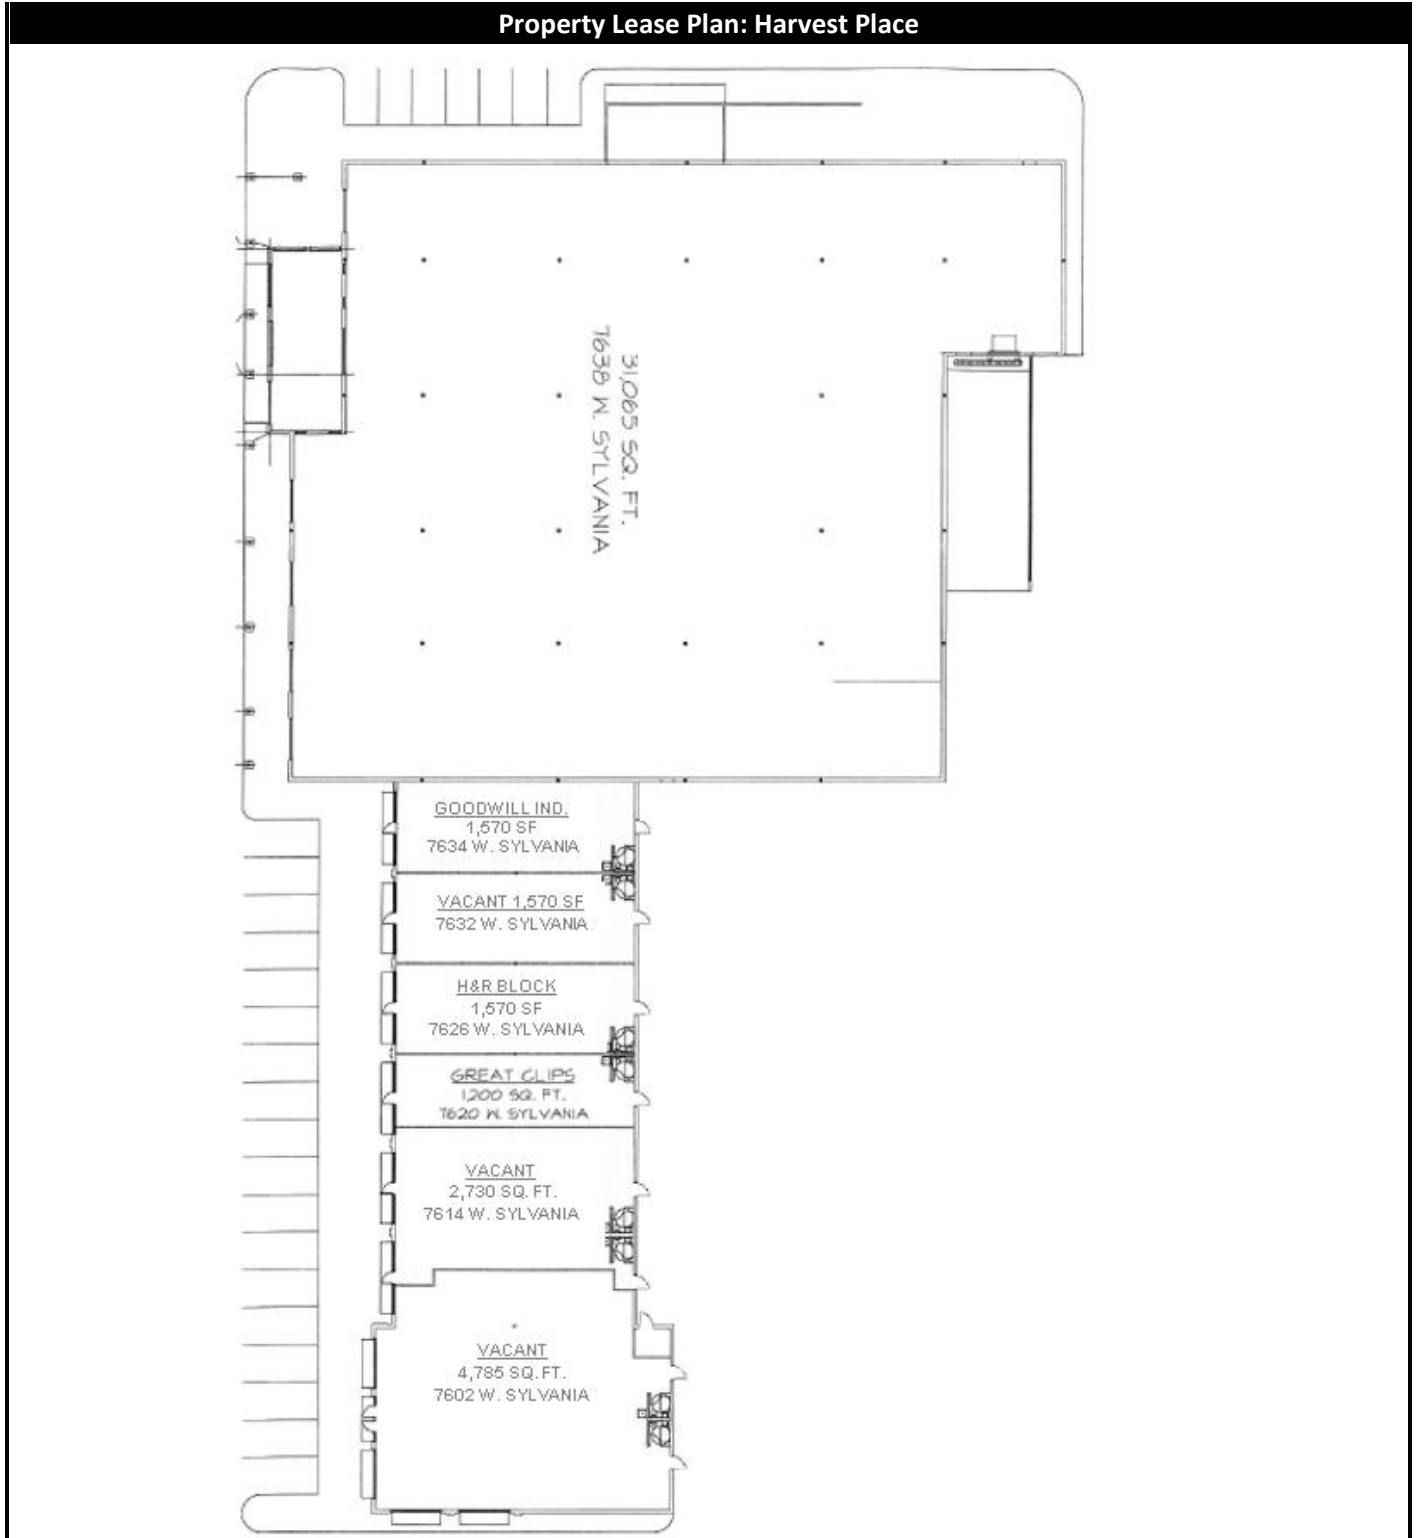 Property Lease Plan: Harvest Place
31,065 SQ. FT.
7638 W. SYLVANIA
GOODWILL IND.
1,570 SF
7634 W. SYLVANIA
VACANT 1,570 SF
7632 W. SYLVANIA
H&R BLOCK
1,570 SF
7626 W. SYLVANIA
GREAT CLIPS
1,200 SQ. FT.
7620 W. SYLVANIA
VACANT
2,730 SQ. FT.
7614 W. SYLVANIA
VACANT
4,785 SQ. FT.
7602 W. SYLVANIA